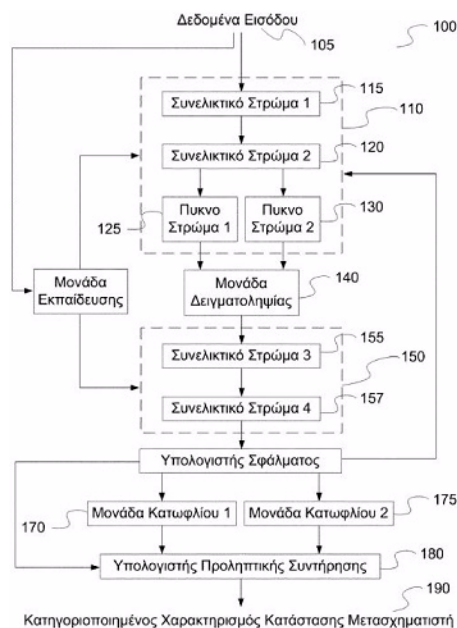 Δεδομένα Εισόδου
105
100
Συνελικτικό Στρώμα 1
115
110
Συνελικτικό Στρώμα 2
120
Πυκνο
Στρώμα 1
Πυκνο
Στρώμα 2
125
130
Μονάδα
Εκπαίδευσης
Μονάδα
Δειγματοληψίας
140
Συνελικτικό Στρώμα 3
155
150
Συνελικτικό Στρώμα 4
157
Υπολογιστής Σφάλματος
Μονάδα Κατωφλίου 1
Μονάδα Κατωφλίου 2
175
170
Υπολογιστής Προληπτικής Συντήρησης
180
190
Κατηγοριοποιημένος Χαρακτηρισμός Κατάστασης Μετασχηματιστή